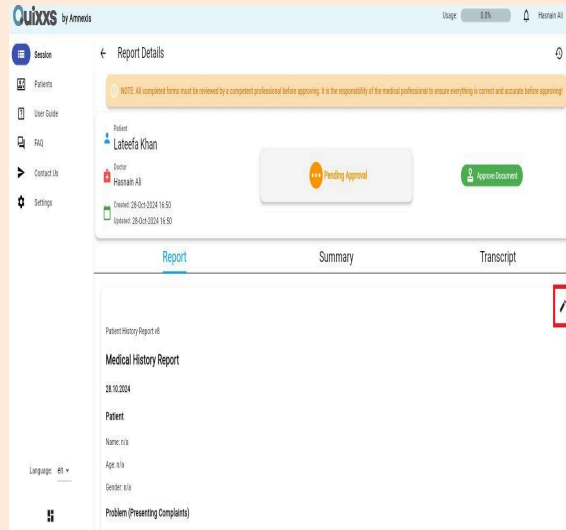 Quixxs by Amnexis
Usage: 0.0% Hasnain Ali
Session
Patients
User Guide
FAQ
Contact Us
Settings
Language: en
Report Details
NOTE: All completed forms must be reviewed by a competent professional before approving. It is the responsibility of the medical professional to ensure everything is correct and accurate before approving!
Patient
Lateefa Khan
Doctor
Hasnain Ali
Created: 28-Oct-2024 16:50
Updated: 28-Oct-2024 16:50
Pending Approval
Approve Document
Report Summary Transcript
Patient History Report v8
Medical History Report
28.10.2024
Patient
Name: n/a
Age: n/a
Gender: n/a
Problem (Presenting Complaints)